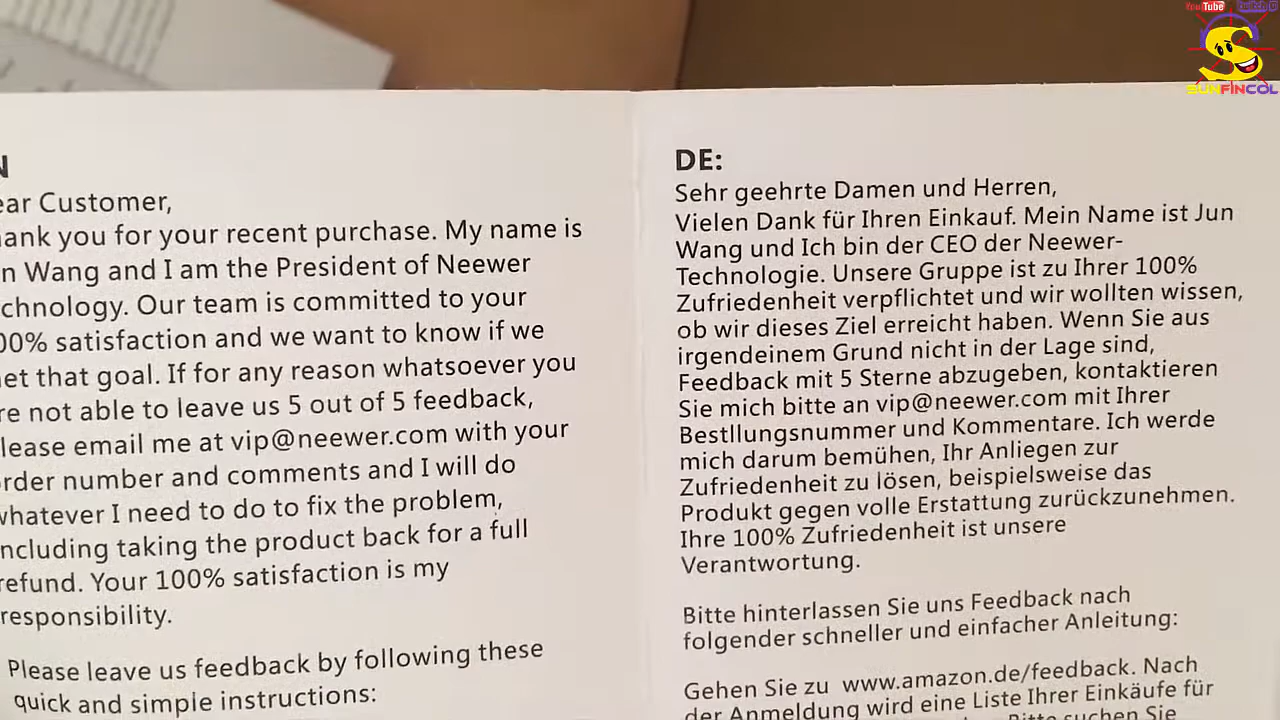 YouTube twitch
SUNFINCOL
N
ear Customer,
ank you for your recent purchase. My name is
n Wang and I am the President of Neewer
chnology. Our team is committed to your
00% satisfaction and we want to know if we
et that goal. If for any reason whatsoever you
re not able to leave us 5 out of 5 feedback,
lease email me at vip@neewer.com with your
rder number and comments and I will do
whatever I need to do to fix the problem,
ncluding taking the product back for a full
refund. Your 100% satisfaction is my
responsibility.
Please leave us feedback by following these
quick and simple instructions:
DE:
Sehr geehrte Damen und Herren,
Vielen Dank für Ihren Einkauf. Mein Name ist Jun
Wang und Ich bin der CEO der Neewer-
Technologie. Unsere Gruppe ist zu Ihrer 100%
Zufriedenheit verpflichtet und wir wollten wissen,
ob wir dieses Ziel erreicht haben. Wenn Sie aus
irgendeinem Grund nicht in der Lage sind,
Feedback mit 5 Sterne abzugeben, kontaktieren
Sie mich bitte an vip@neewer.com mit Ihrer
Bestllungsnummer und Kommentare. Ich werde
mich darum bemühen, Ihr Anliegen zur
Zufriedenheit zu lösen, beispielsweise das
Produkt gegen volle Erstattung zurückzunehmen.
Ihre 100% Zufriedenheit ist unsere
Verantwortung.
Bitte hinterlassen Sie uns Feedback nach
folgender schneller und einfacher Anleitung:
Gehen Sie zu www.amazon.de/feedback. Nach
der Anmeldung wird eine Liste Ihrer Einkäufe für
Bitte suchen Sie